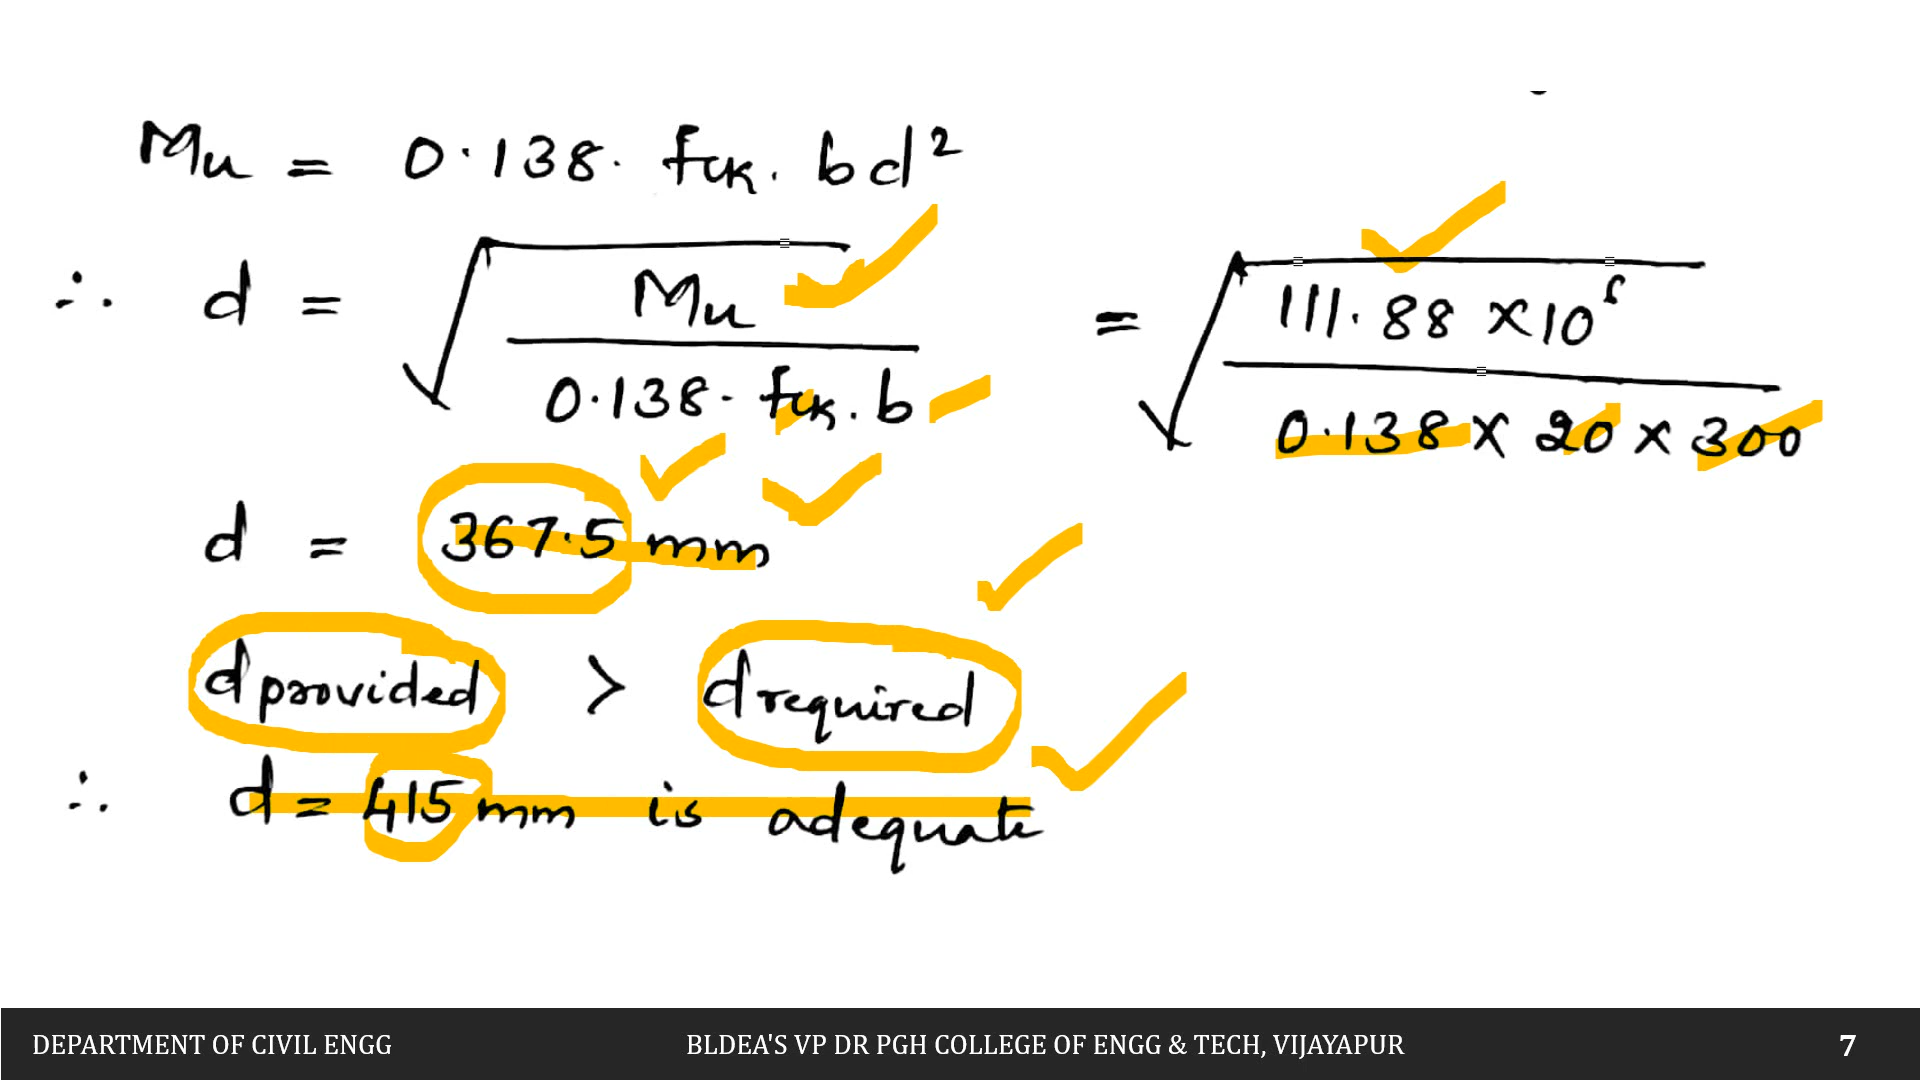 Mu = 0.138. fck. bd²
∴ d = √(Mu / 0.138. fck. b) = √(111.88 × 10⁶ / 0.138 × 20 × 300)
d = 367.5 mm
d provided > d required
∴ d = 415 mm is adequate
DEPARTMENT OF CIVIL ENGG BLDEA'S VP DR PGH COLLEGE OF ENGG & TECH, VIJAYAPUR 7